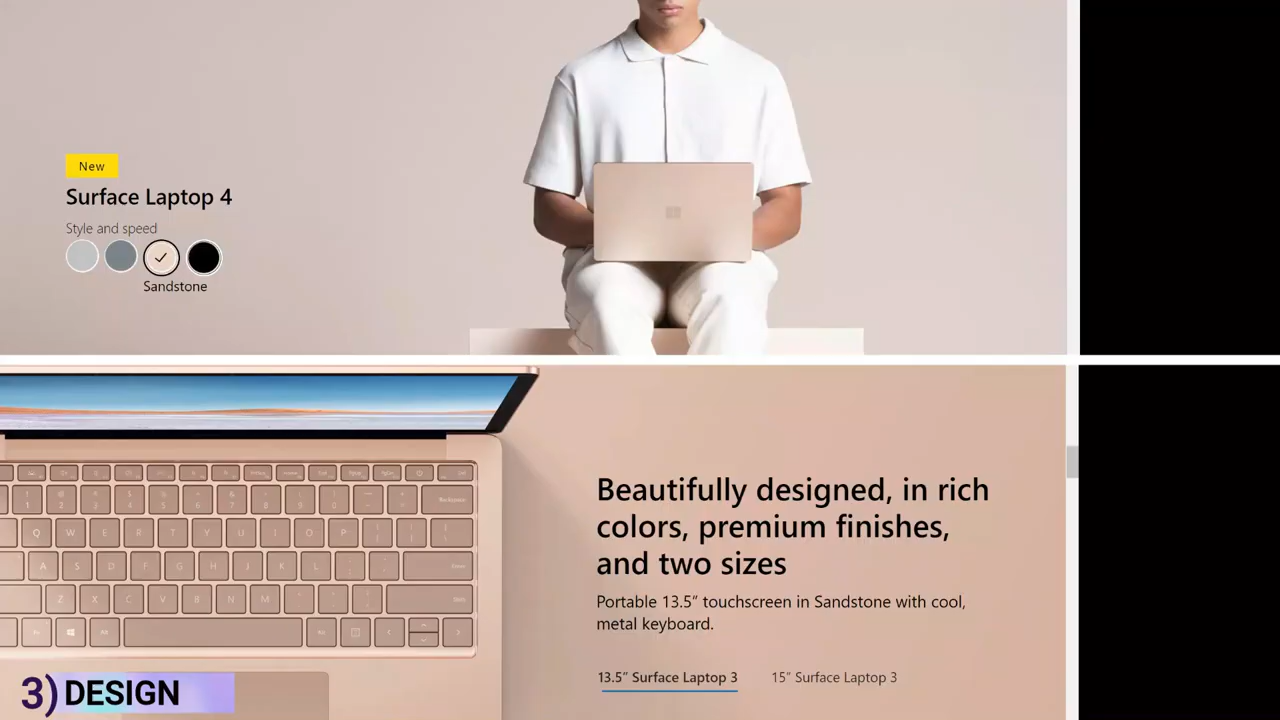 New
Surface Laptop 4
Style and speed
Sandstone
Beautifully designed, in rich
colors, premium finishes,
and two sizes
Portable 13.5” touchscreen in Sandstone with cool,
metal keyboard.
13.5” Surface Laptop 3
15” Surface Laptop 3
Q W E R T Y U I O P
A S D F G H J K L
Z X C V B N M
Alt
3) DESIGN